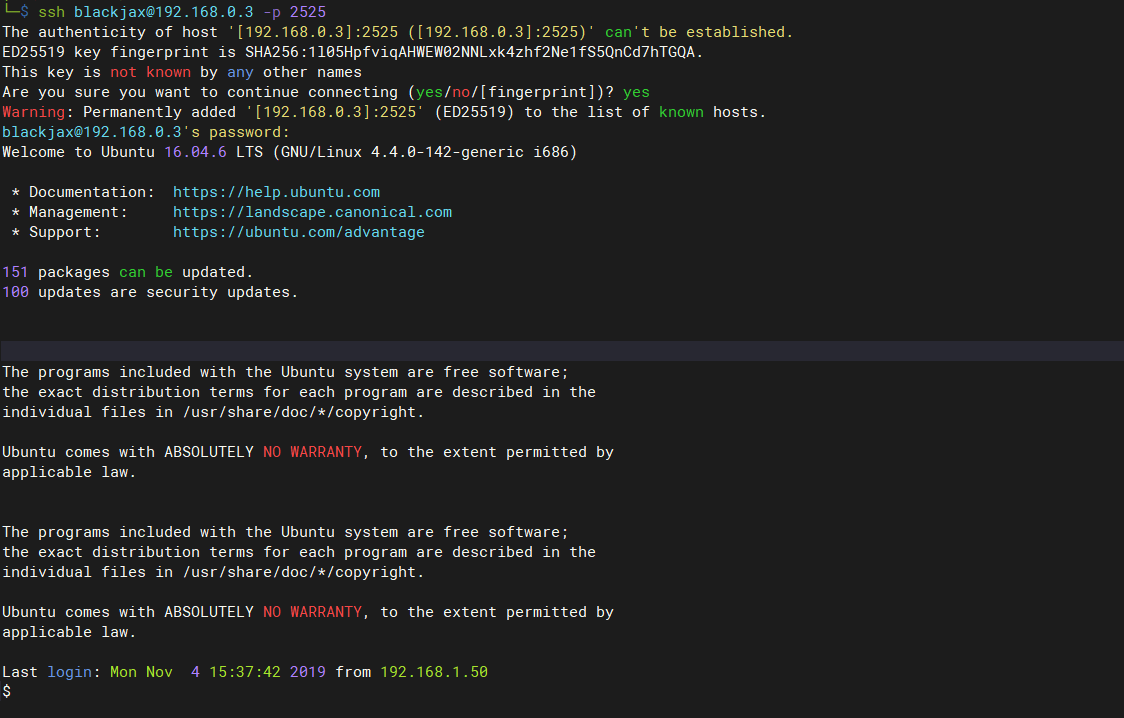 └─$ ssh blackjax@192.168.0.3 -p 2525
The authenticity of host '[192.168.0.3]:2525 ([192.168.0.3]:2525)' can't be established.
ED25519 key fingerprint is SHA256:1l05HpfviqAHWEW02NNLxk4zhf2Ne1fS5QnCd7hTGQA.
This key is not known by any other names
Are you sure you want to continue connecting (yes/no/[fingerprint])? yes
Warning: Permanently added '[192.168.0.3]:2525' (ED25519) to the list of known hosts.
blackjax@192.168.0.3's password:
Welcome to Ubuntu 16.04.6 LTS (GNU/Linux 4.4.0-142-generic i686)
* Documentation:  https://help.ubuntu.com
* Management:     https://landscape.canonical.com
* Support:        https://ubuntu.com/advantage
151 packages can be updated.
100 updates are security updates.
The programs included with the Ubuntu system are free software;
the exact distribution terms for each program are described in the
individual files in /usr/share/doc/*/copyright.
Ubuntu comes with ABSOLUTELY NO WARRANTY, to the extent permitted by
applicable law.
The programs included with the Ubuntu system are free software;
the exact distribution terms for each program are described in the
individual files in /usr/share/doc/*/copyright.
Ubuntu comes with ABSOLUTELY NO WARRANTY, to the extent permitted by
applicable law.
Last login: Mon Nov  4 15:37:42 2019 from 192.168.1.50
$